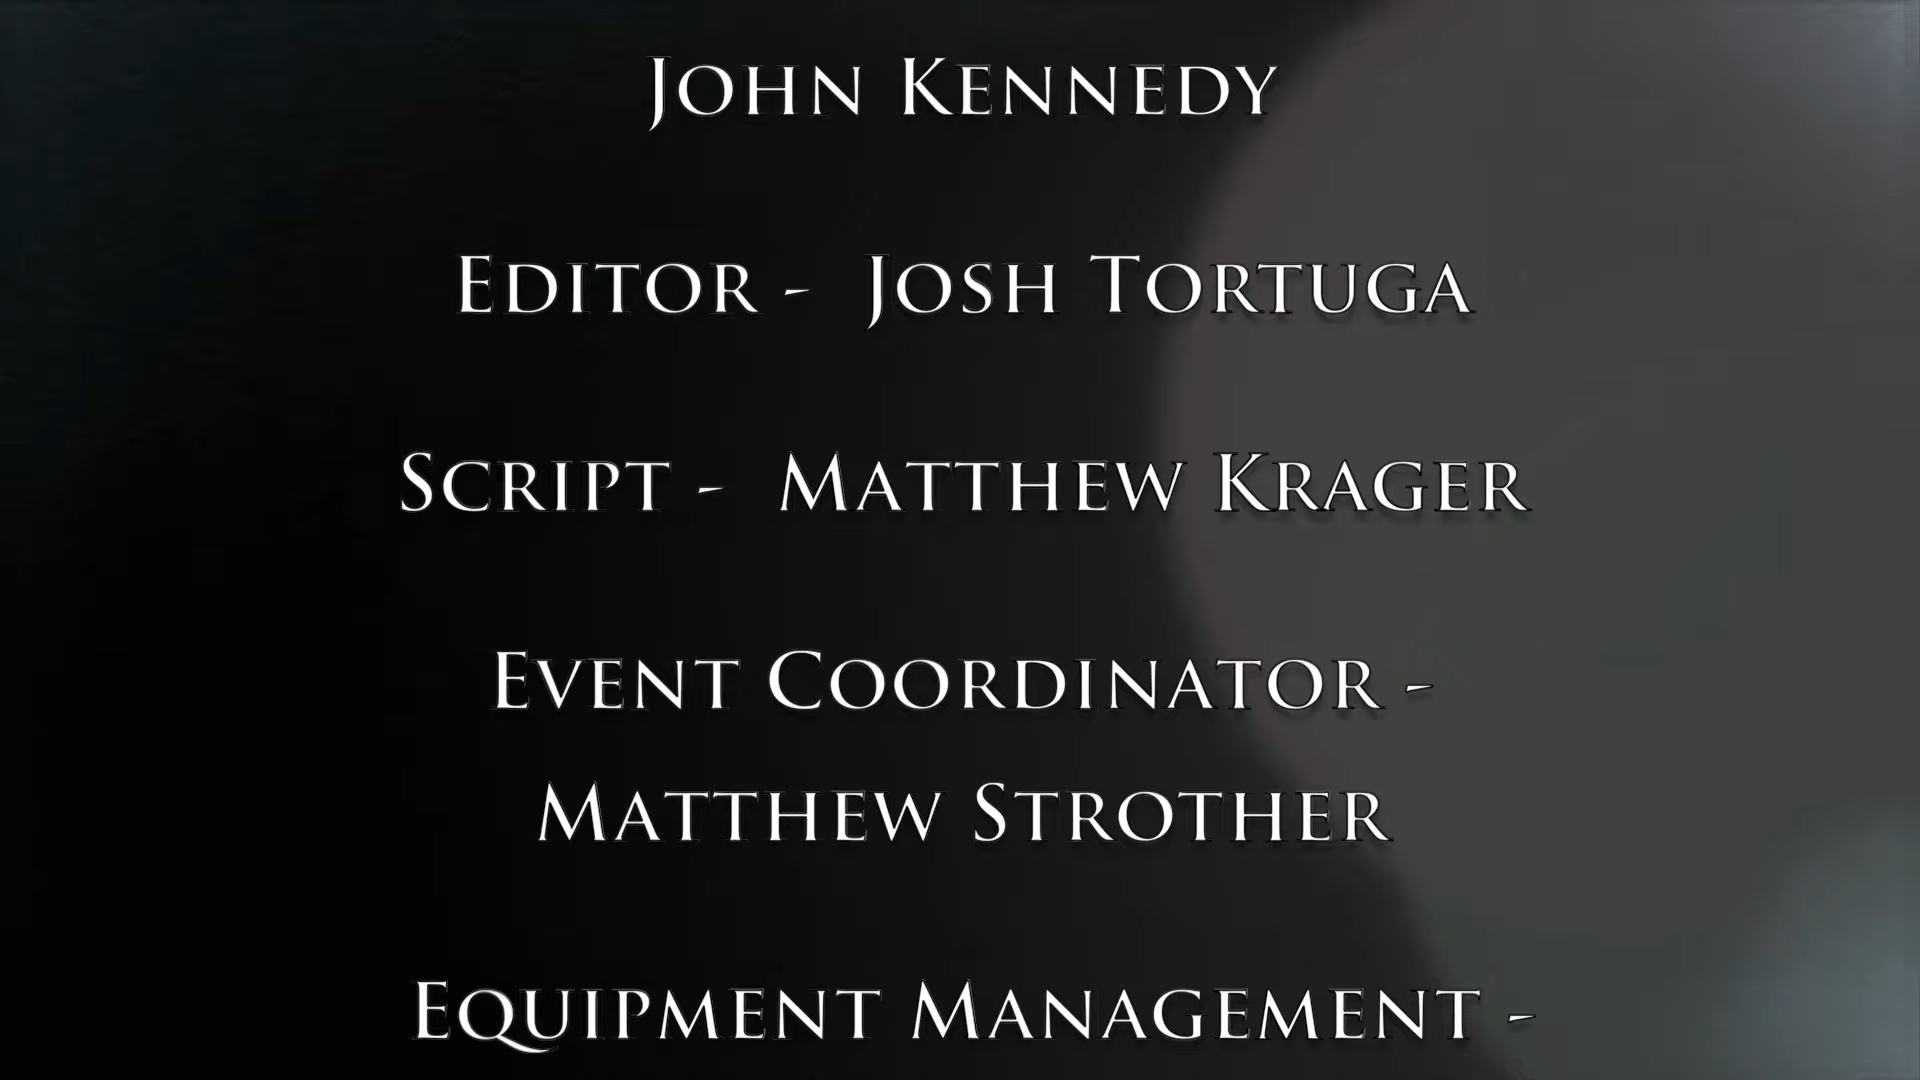 John Kennedy
Editor - Josh Tortuga
Script - Matthew Krager
Event Coordinator -
Matthew Strother
Equipment Management -